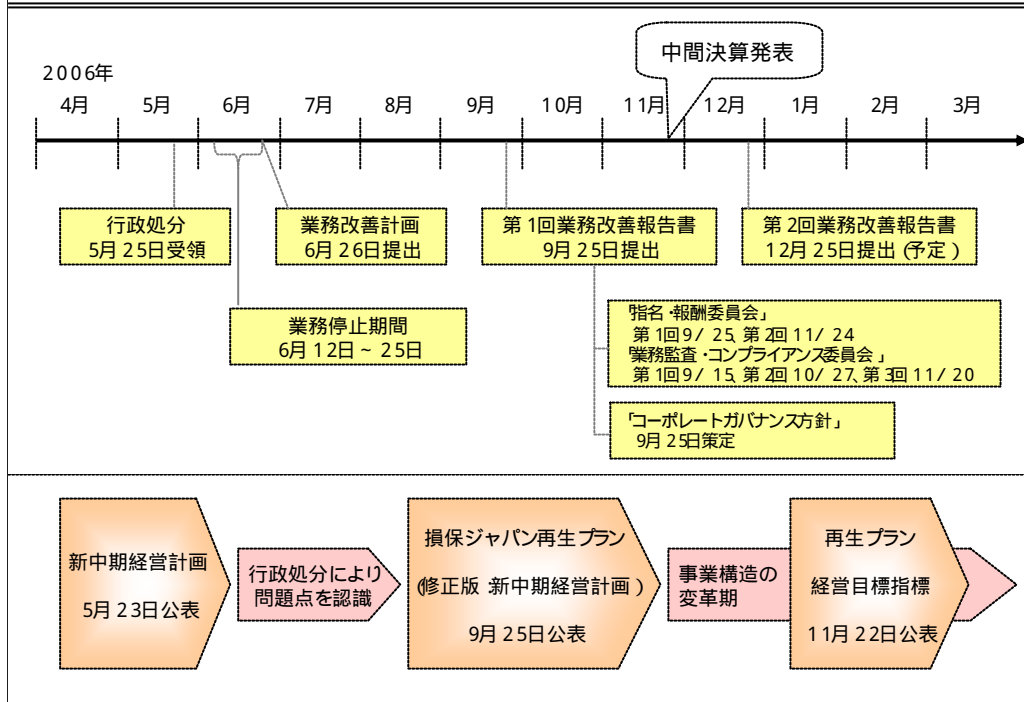 中間決算発表
2006年
4月 5月 6月 7月 8月 9月 10月 11月 12月 1月 2月 3月
行政処分
5月25日受領
業務改善計画
6月26日提出
第1回業務改善報告書
9月25日提出
第2回業務改善報告書
12月25日提出(予定)
業務停止期間
6月12日~25日
「指名・報酬委員会」
第1回9/25、第2回11/24
「業務監査・コンプライアンス委員会」
第1回9/15、第2回10/27、第3回11/20
「コーポレートガバナンス方針」
9月25日策定
新中期経営計画
5月23日公表
行政処分により
問題点を認識
損保ジャパン再生プラン
(修正版:新中期経営計画)
9月25日公表
事業構造の
変革期
再生プラン
経営目標指標
11月22日公表